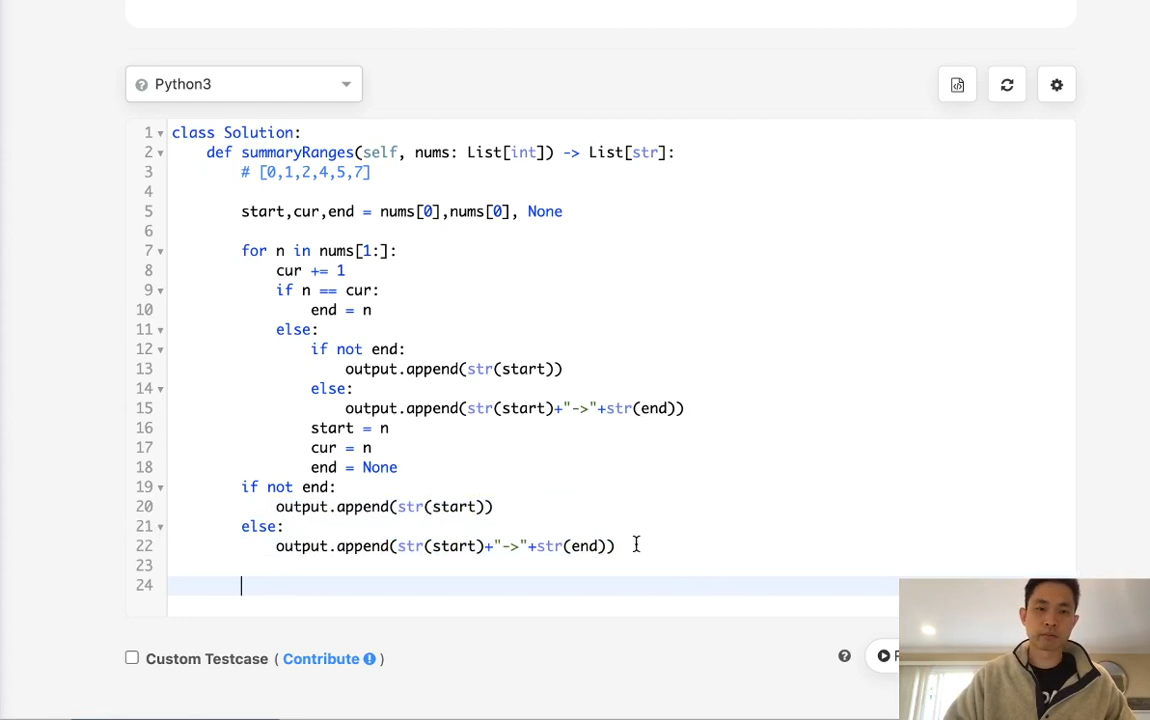 Python3
1 class Solution:
2 def summaryRanges(self, nums: List[int]) -> List[str]:
3 # [0,1,2,4,5,7]
4
5 start,cur,end = nums[0],nums[0], None
6
7 for n in nums[1:]:
8 cur += 1
9 if n == cur:
10 end = n
11 else:
12 if not end:
13 output.append(str(start))
14 else:
15 output.append(str(start)+"->"+str(end))
16 start = n
17 cur = n
18 end = None
19 if not end:
20 output.append(str(start))
21 else:
22 output.append(str(start)+"->"+str(end))
23
24
Custom Testcase ( Contribute )